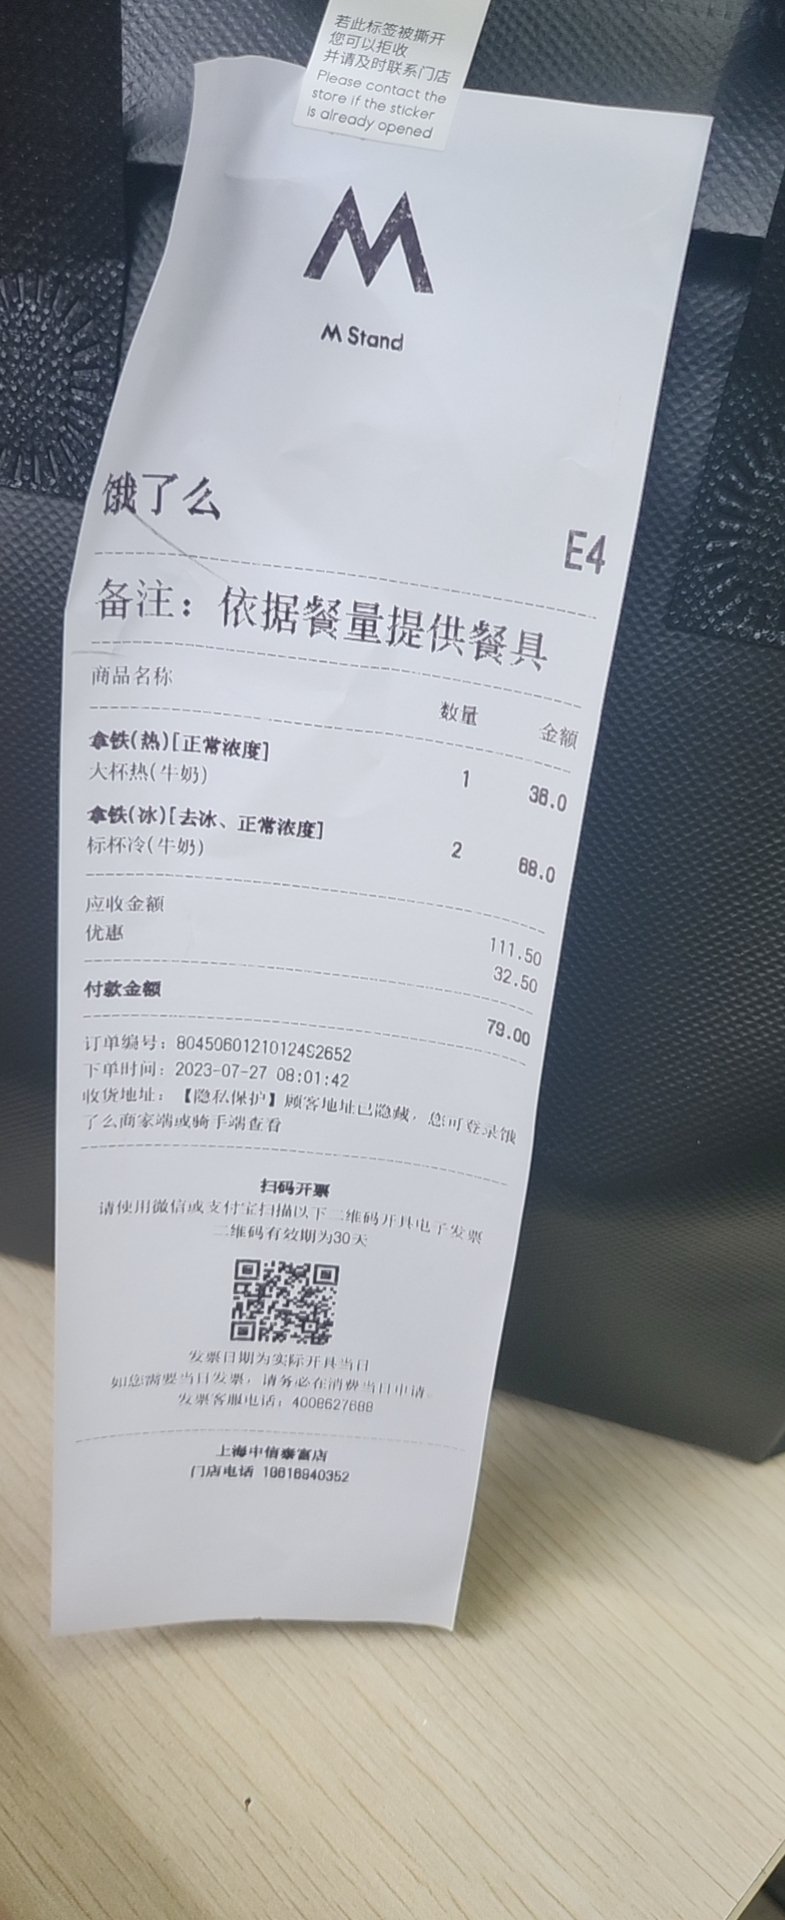 若此标签被撕开
您可以拒收
并请及时联系门店
Please contact the
store if the sticker
is already opened
M
M Stand
饿了么
E4
备注：依据餐量提供餐具
商品名称 数量 金额
拿铁(热)[正常浓度]
大杯热(牛奶) 1 38.0
拿铁(冰)[去冰、正常浓度]
标杯冷(牛奶) 2 68.0
应收金额 111.50
优惠 32.50
付款金额 79.00
订单编号：8045060121012492652
下单时间：2023-07-27 08:01:42
收货地址：【隐私保护】顾客地址已隐藏，您可登录饿
了么商家端或骑手端查看
扫码开票
请使用微信或支付宝扫描以下二维码开具电子发票
二维码有效期为30天
发票日期为实际开具当日
如您需要当日发票，请务必在消费当日申请。
发票客服电话：4008627688
上海中信泰富店
门店电话